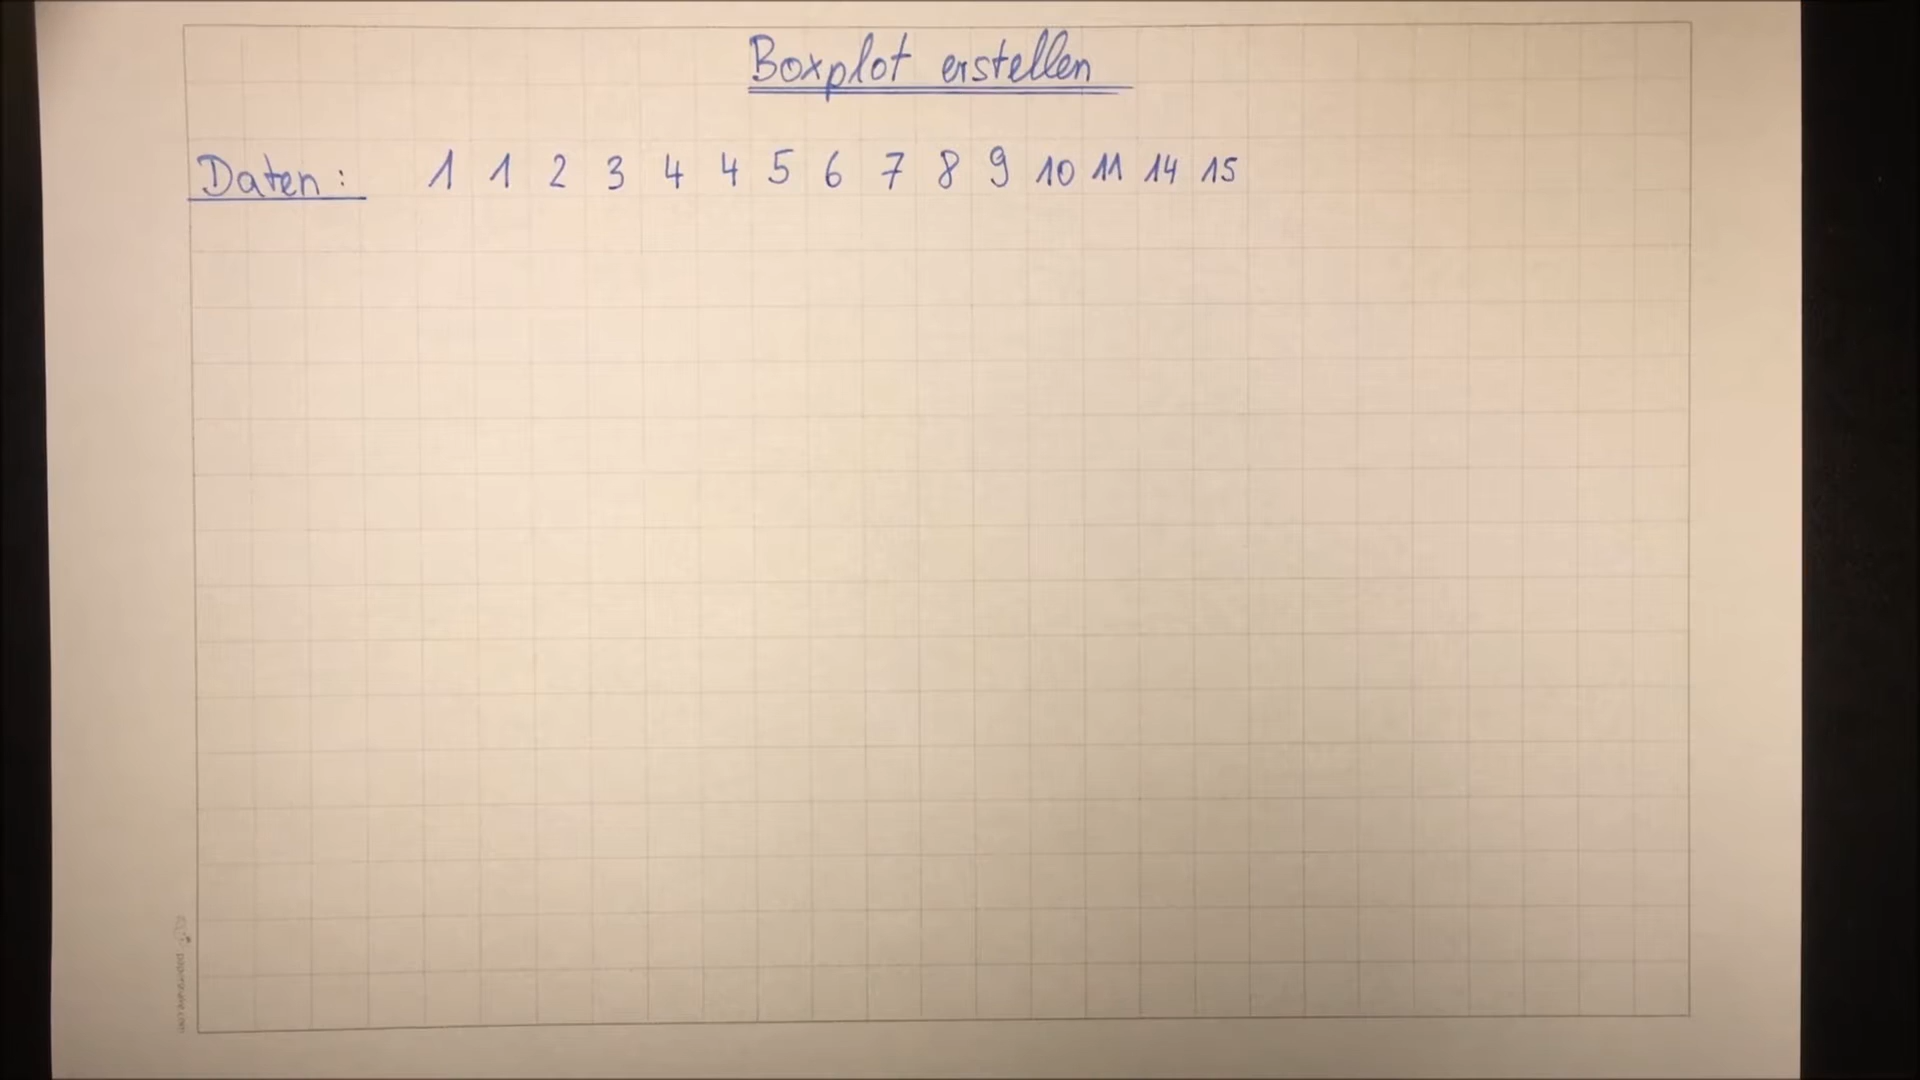 Boxplot erstellen
Daten: 1 1 2 3 4 4 5 6 7 8 9 10 11 14 15